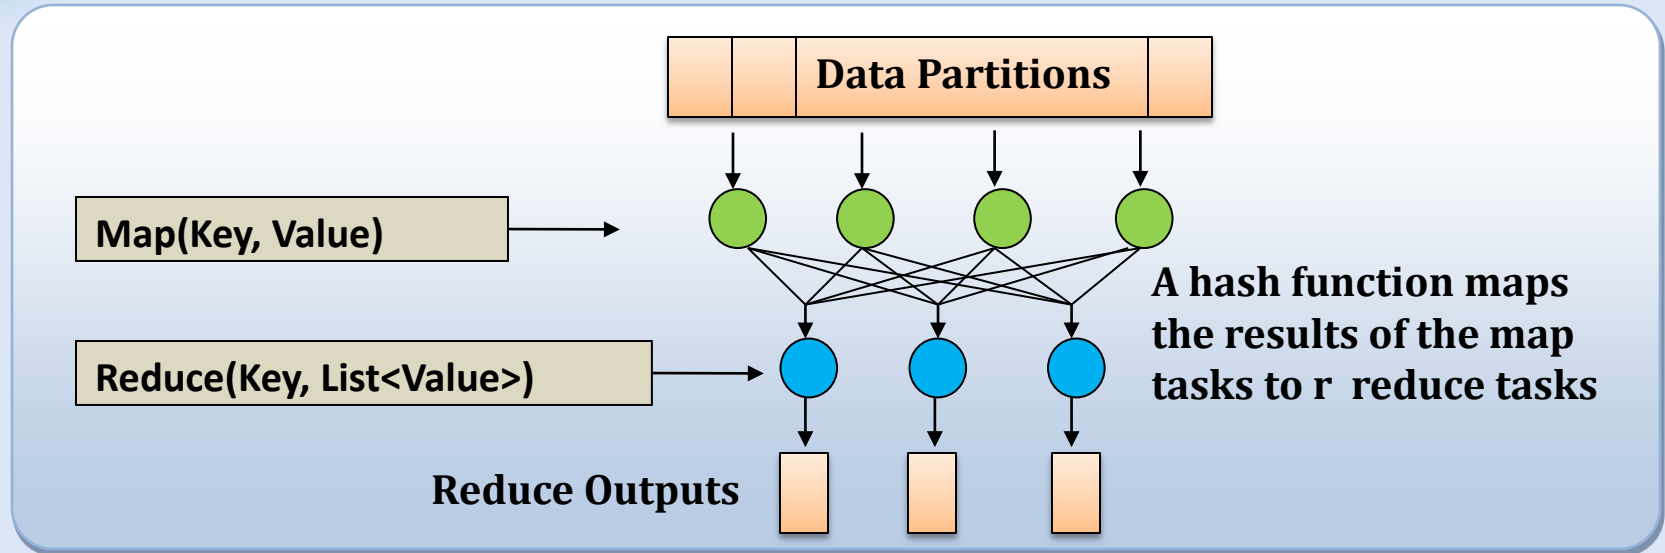 Data Partitions
Map(Key, Value)
A hash function maps
the results of the map
tasks to r reduce tasks
Reduce(Key, List<Value>)
Reduce Outputs